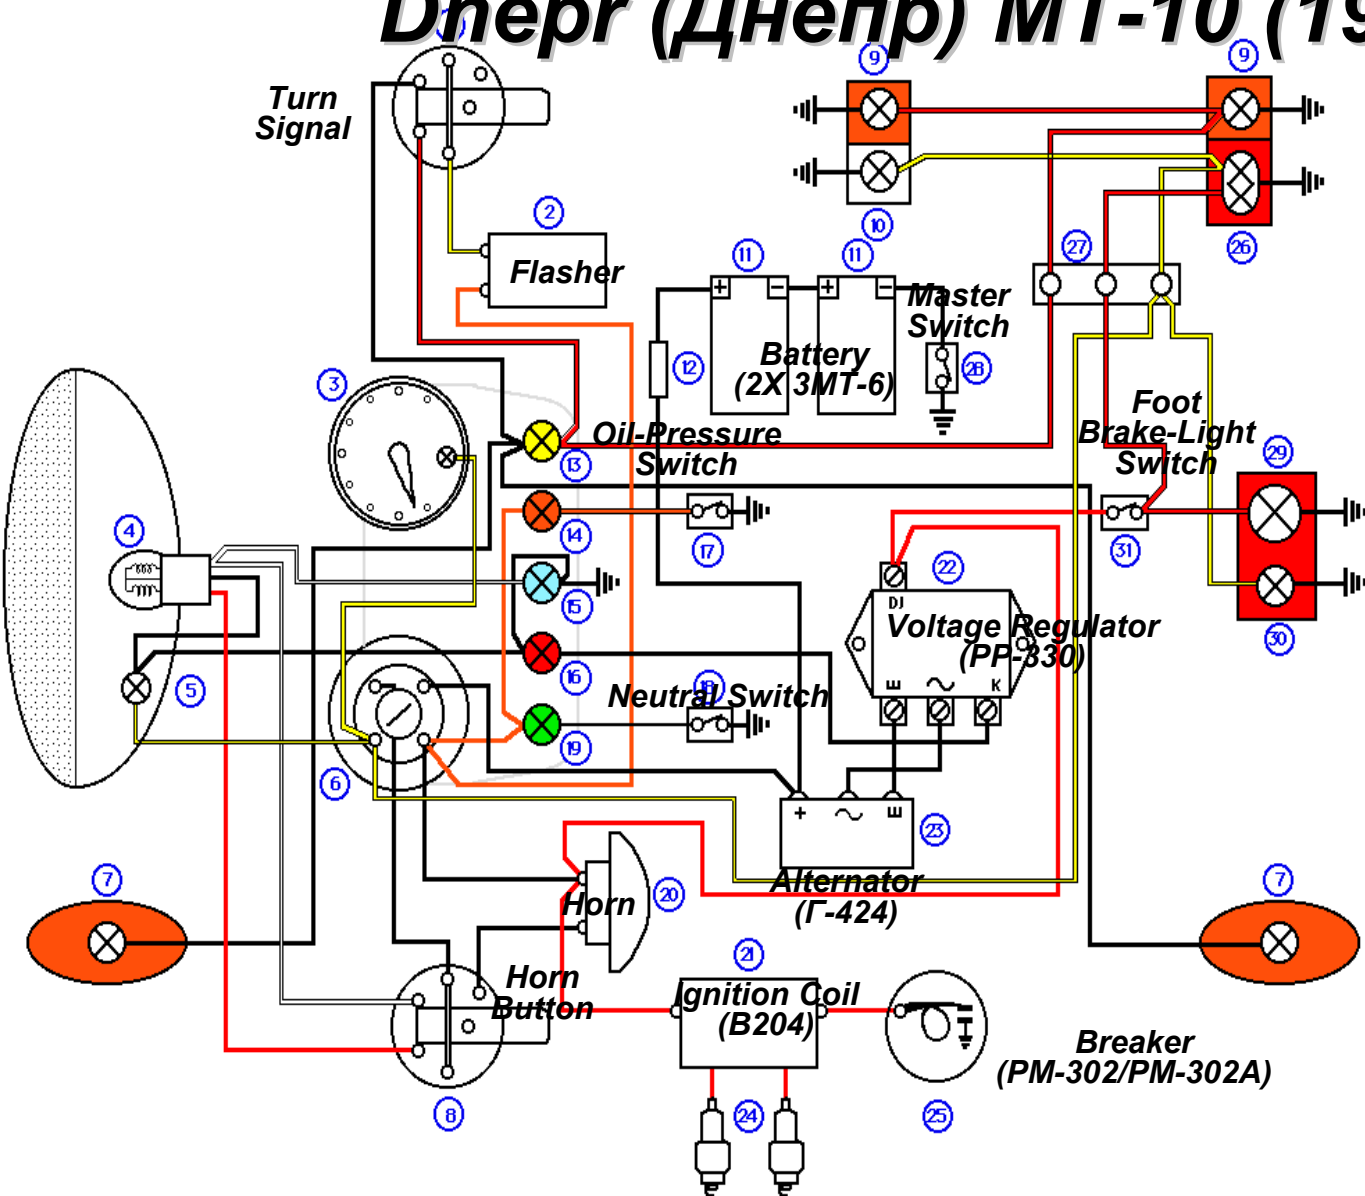 Dnepr (Днепр) MT-10 (19
9
9
Turn
Signal
2
10
27
26
11
11
Flasher
+
−
+
−
Master
Switch
Battery
(2X 3MT-6)
12
28
3
Foot
Brake-Light
Switch
Oil-Pressure
Switch
13
29
4
14
17
31
22
15
DJ
30
Voltage Regulator
(PP-330)
16
5
Neutral Switch
18
E
K
19
6
+
E
23
7
Alternator
(Г-424)
7
Horn
20
21
Horn
Button
Ignition Coil
(B204)
Breaker
(PM-302/PM-302A)
8
24
25